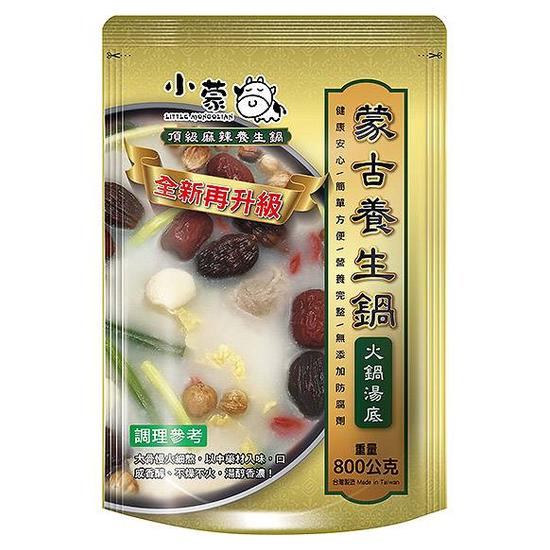 小蒙
LITTLE MONGOLIAN
頂級麻辣養生鍋
全新再升級
蒙古養生鍋
健康安心/簡單方便/營養完整/無添加防腐劑
火鍋湯底
調理參考
大骨慢火細熬，以中藥材入味，口
感香醇、不燥不火，溫醇香濃！
重量
800公克
台灣製造 Made in Taiwan